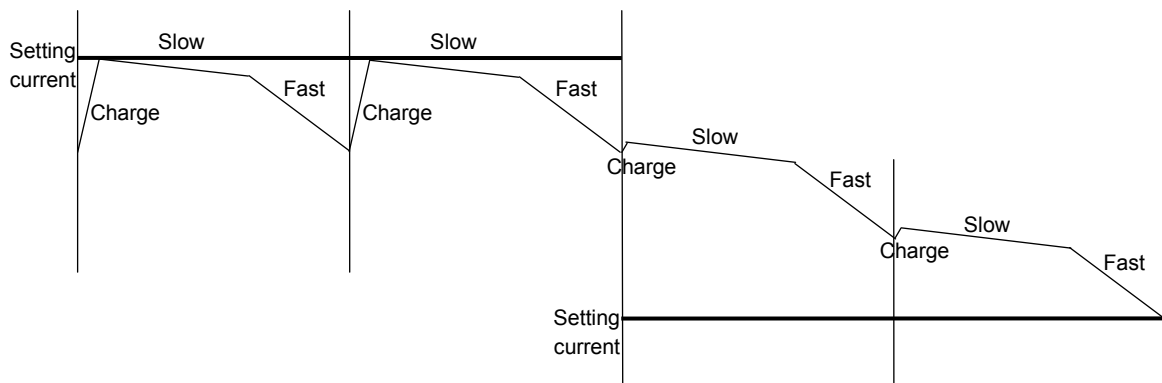 Slow
Slow
Setting
current
Fast
Fast
Charge
Charge
Slow
Charge
Fast
Slow
Charge
Fast
Setting
current